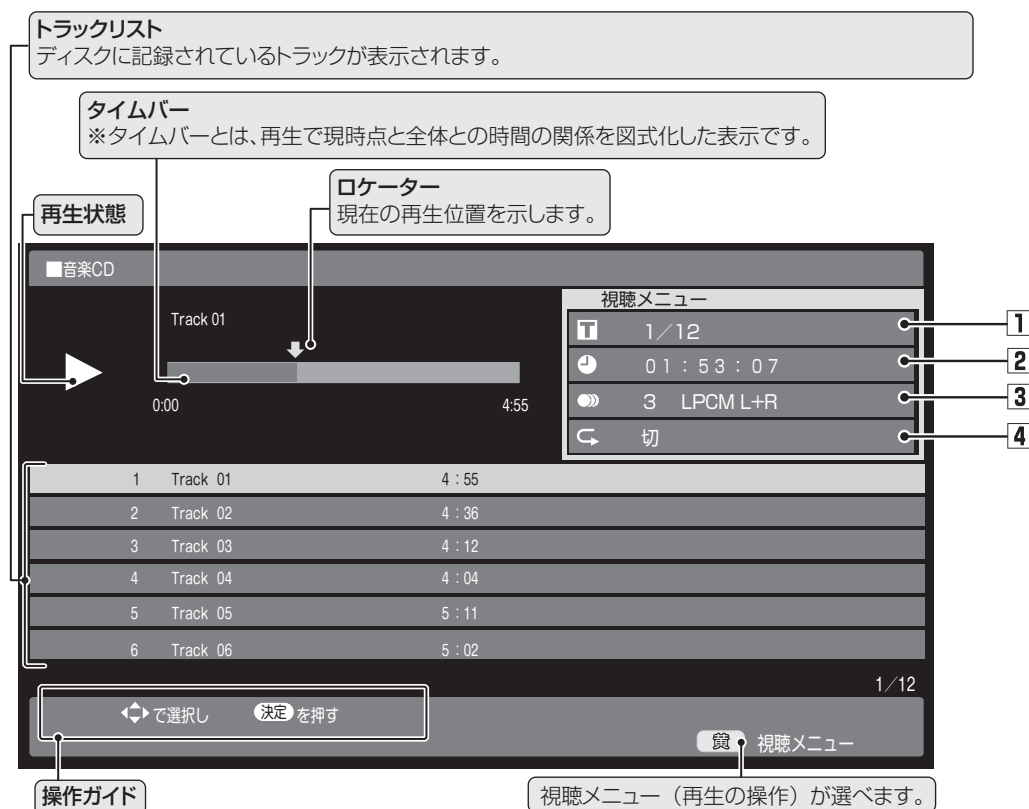 トラックリスト
ディスクに記録されているトラックが表示されます。
タイムバー
※タイムバーとは、再生で現時点と全体との時間の関係を図式化した表示です。
ロケーター
現在の再生位置を示します。
再生状態
■音楽CD
Track 01
0:00
4:55
視聴メニュー
T 1/12
01:53:07
3 LPCM L+R
切
1
2
3
4
1 Track 01 4:55
2 Track 02 4:36
3 Track 03 4:12
4 Track 04 4:04
5 Track 05 5:11
6 Track 06 5:02
1/12
で選択し 決定 を押す
黄 視聴メニュー
操作ガイド
視聴メニュー(再生の操作)が選べます。